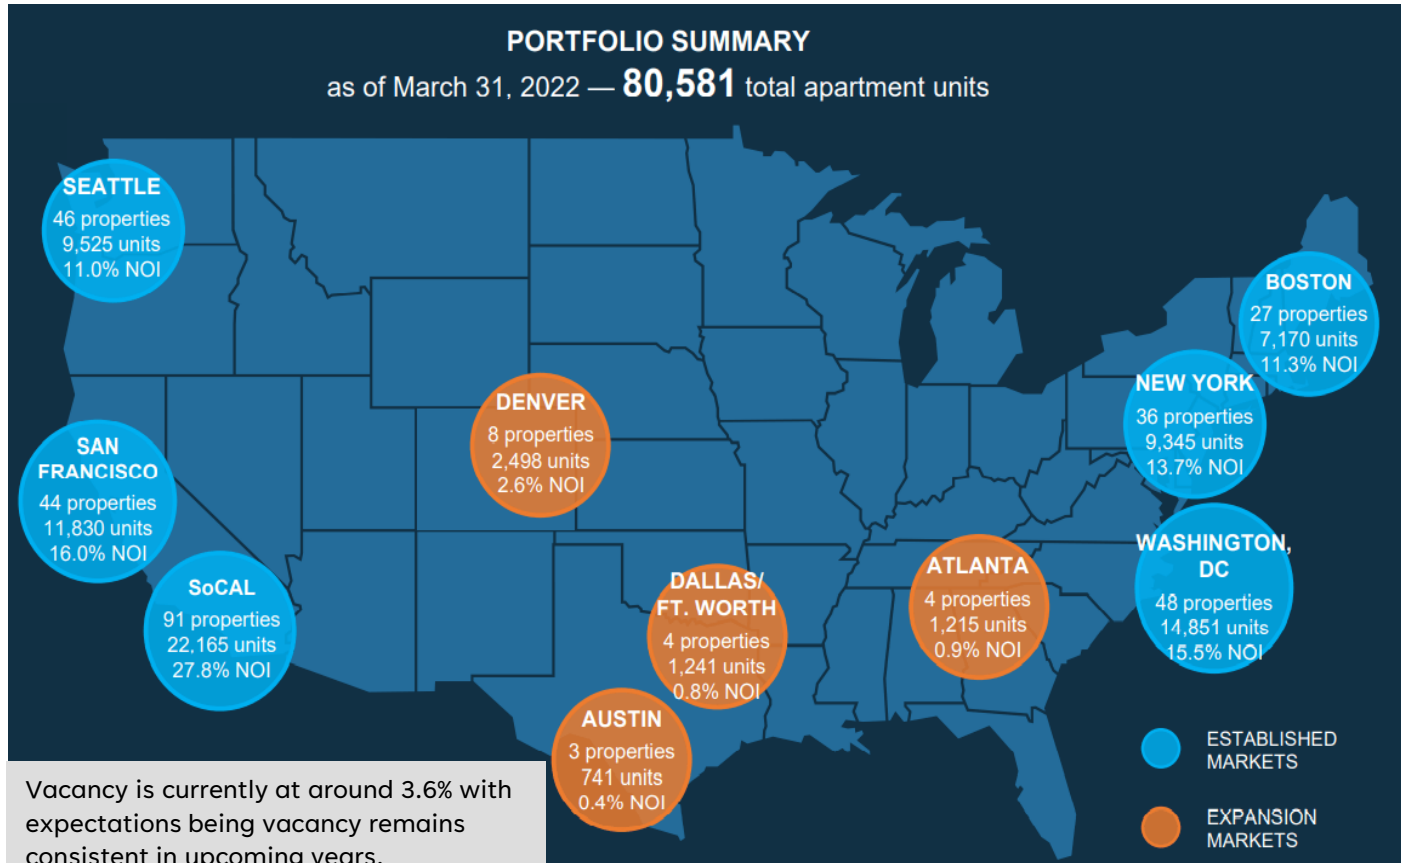 PORTFOLIO SUMMARY
as of March 31, 2022 — 80,581 total apartment units
SEATTLE
46 properties
9,525 units
11.0% NOI
BOSTON
27 properties
7,170 units
11.3% NOI
NEW YORK
36 properties
9,345 units
13.7% NOI
DENVER
8 properties
2,498 units
2.6% NOI
SAN
FRANCISCO
44 properties
11,830 units
16.0% NOI
SoCAL
91 properties
22,165 units
27.8% NOI
DALLAS/
FT. WORTH
4 properties
1,241 units
0.8% NOI
ATLANTA
4 properties
1,215 units
0.9% NOI
WASHINGTON,
DC
48 properties
14,851 units
15.5% NOI
AUSTIN
3 properties
741 units
0.4% NOI
ESTABLISHED
MARKETS
EXPANSION
MARKETS
Vacancy is currently at around 3.6% with
expectations being vacancy remains
consistent in upcoming years.